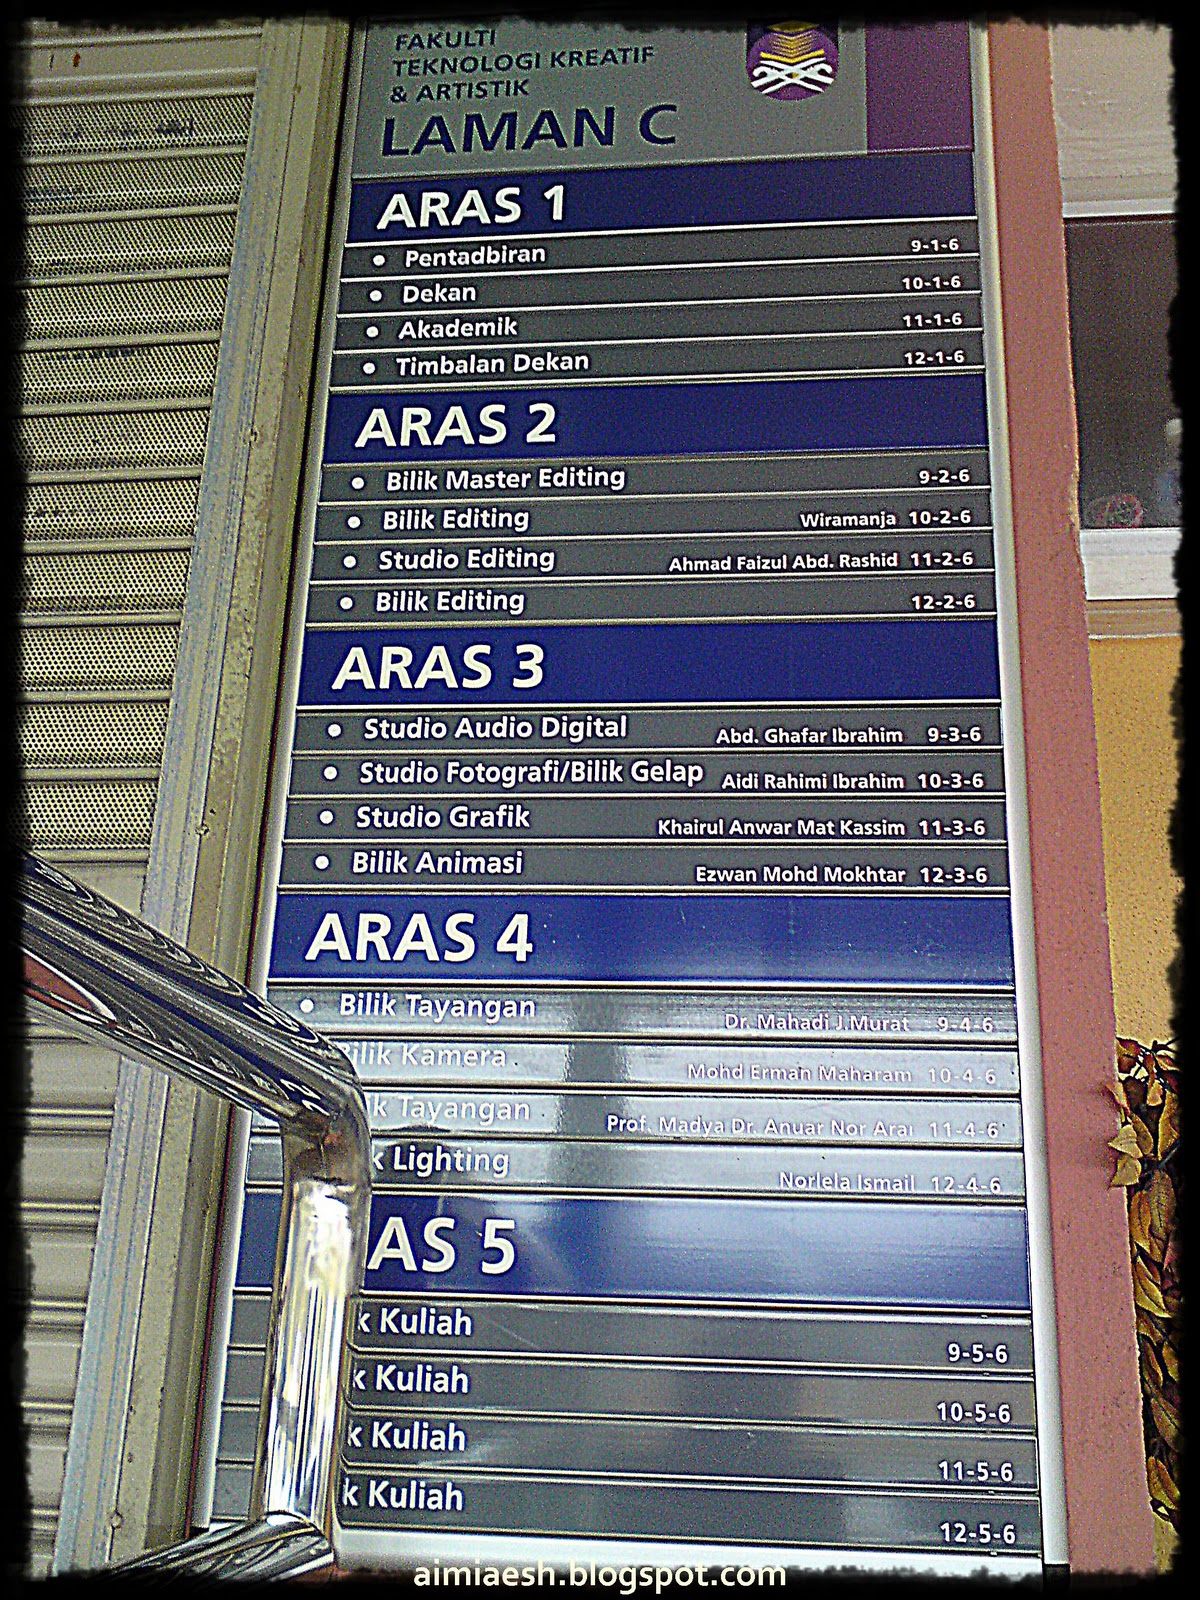 FAKULTI
TEKNOLOGI KREATIF
& ARTISTIK
LAMAN C
ARAS 1
Pentadbiran 9-1-6
Dekan 10-1-6
Akademik 11-1-6
Timbalan Dekan 12-1-6
ARAS 2
Bilik Master Editing 9-2-6
Bilik Editing Wiramanja 10-2-6
Studio Editing Ahmad Faizul Abd. Rashid 11-2-6
Bilik Editing 12-2-6
ARAS 3
Studio Audio Digital Abd. Ghafar Ibrahim 9-3-6
Studio Fotografi/Bilik Gelap Aidi Rahimi Ibrahim 10-3-6
Studio Grafik Khairul Anwar Mat Kassim 11-3-6
Bilik Animasi Ezwan Mohd Mokhtar 12-3-6
ARAS 4
Bilik Tayangan Dr. Mahadi J.Murat 9-4-6
Bilik Kamera Mohd Erman Maharam 10-4-6
k Tayangan Prof. Madya Dr. Anuar Nor Arai 11-4-6
k Lighting Norlela Ismail 12-4-6
AS 5
k Kuliah 9-5-6
k Kuliah 10-5-6
k Kuliah 11-5-6
k Kuliah 12-5-6
aimiaesh.blogspot.com